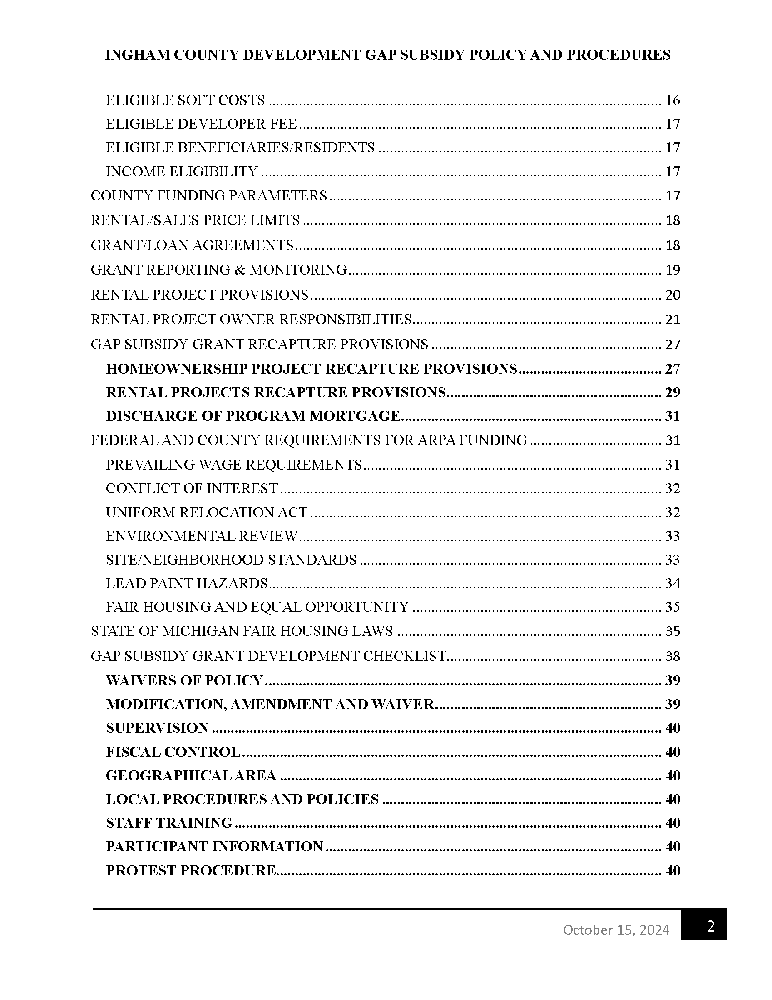 INGHAM COUNTY DEVELOPMENT GAP SUBSIDY POLICY AND PROCEDURES
ELIGIBLE SOFT COSTS ........................................ 16
ELIGIBLE DEVELOPER FEE ........................................ 17
ELIGIBLE BENEFICIARIES/RESIDENTS ........................................ 17
INCOME ELIGIBILITY ........................................ 17
COUNTY FUNDING PARAMETERS ........................................ 17
RENTAL/SALES PRICE LIMITS ........................................ 18
GRANT/LOAN AGREEMENTS ........................................ 18
GRANT REPORTING & MONITORING ........................................ 19
RENTAL PROJECT PROVISIONS ........................................ 20
RENTAL PROJECT OWNER RESPONSIBILITIES ........................................ 21
GAP SUBSIDY GRANT RECAPTURE PROVISIONS ........................................ 27
HOMEOWNERSHIP PROJECT RECAPTURE PROVISIONS ........................................ 27
RENTAL PROJECTS RECAPTURE PROVISIONS ........................................ 29
DISCHARGE OF PROGRAM MORTGAGE ........................................ 31
FEDERAL AND COUNTY REQUIREMENTS FOR ARPA FUNDING ........................................ 31
PREVAILING WAGE REQUIREMENTS ........................................ 31
CONFLICT OF INTEREST ........................................ 32
UNIFORM RELOCATION ACT ........................................ 32
ENVIRONMENTAL REVIEW ........................................ 33
SITE/NEIGHBORHOOD STANDARDS ........................................ 33
LEAD PAINT HAZARDS ........................................ 34
FAIR HOUSING AND EQUAL OPPORTUNITY ........................................ 35
STATE OF MICHIGAN FAIR HOUSING LAWS ........................................ 35
GAP SUBSIDY GRANT DEVELOPMENT CHECKLIST ........................................ 38
WAIVERS OF POLICY ........................................ 39
MODIFICATION, AMENDMENT AND WAIVER ........................................ 39
SUPERVISION ........................................ 40
FISCAL CONTROL ........................................ 40
GEOGRAPHICAL AREA ........................................ 40
LOCAL PROCEDURES AND POLICIES ........................................ 40
STAFF TRAINING ........................................ 40
PARTICIPANT INFORMATION ........................................ 40
PROTEST PROCEDURE ........................................ 40
October 15, 2024 2